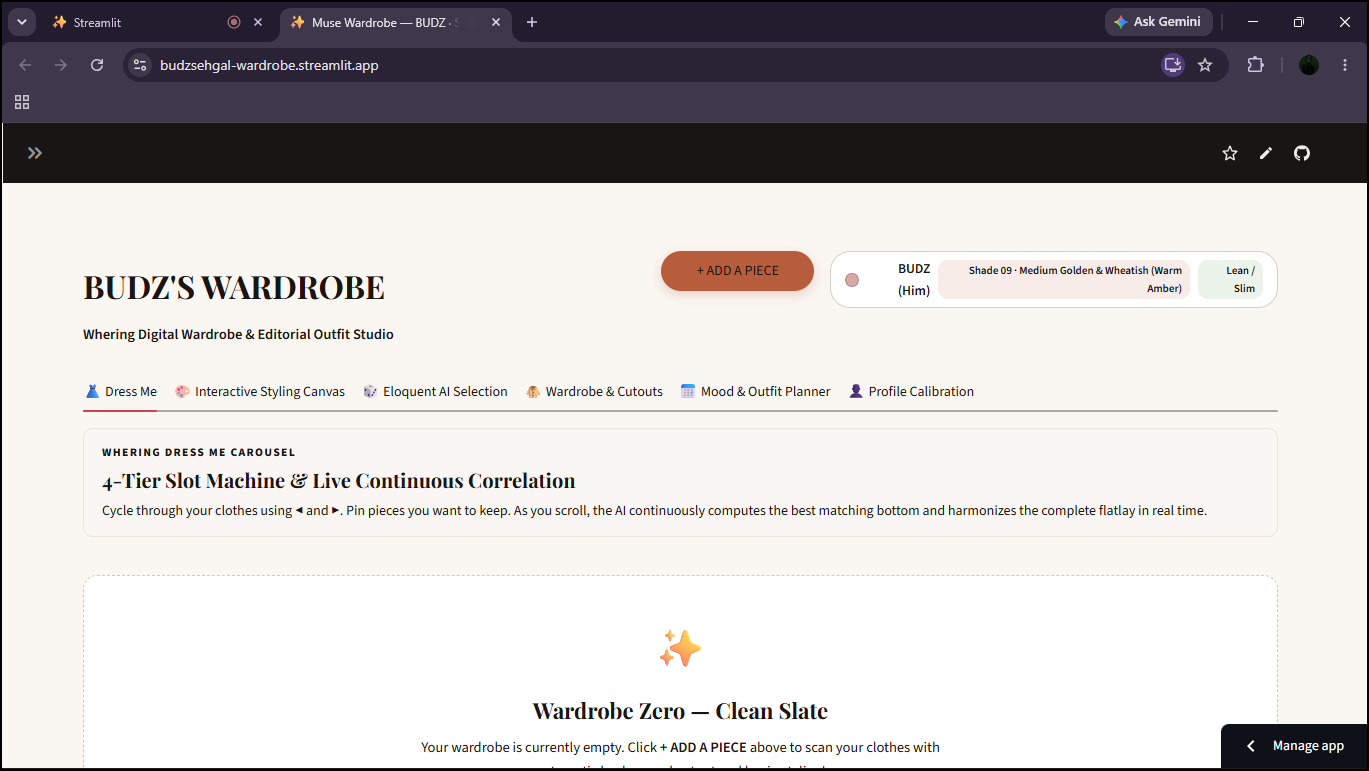 Streamlit
Muse Wardrobe — BUDZ ·
Ask Gemini
budzsehgal-wardrobe.streamlit.app
BUDZ'S WARDROBE
Whering Digital Wardrobe & Editorial Outfit Studio
+ ADD A PIECE
BUDZ
(Him)
Shade 09 · Medium Golden & Wheatish (Warm
Amber)
Lean /
Slim
Dress Me
Interactive Styling Canvas
Eloquent AI Selection
Wardrobe & Cutouts
Mood & Outfit Planner
Profile Calibration
WHERING DRESS ME CAROUSEL
4-Tier Slot Machine & Live Continuous Correlation
Cycle through your clothes using ◄ and ►. Pin pieces you want to keep. As you scroll, the AI continuously computes the best matching bottom and harmonizes the complete flatlay in real time.
Wardrobe Zero — Clean Slate
Your wardrobe is currently empty. Click + ADD A PIECE above to scan your clothes with
Manage app